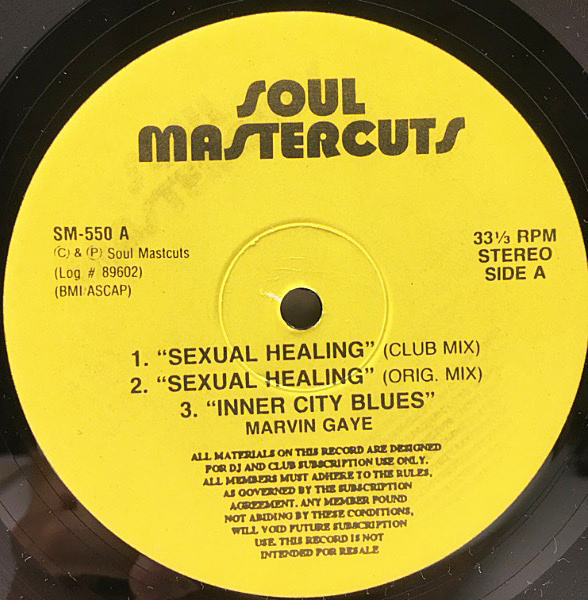 SOUL
MASTERCUTS
SM-550 A
(C) & (P) Soul Mastcuts
(Log # 89602)
(BMI/ASCAP)
33 1/3 RPM
STEREO
SIDE A
1. "SEXUAL HEALING" (CLUB MIX)
2. "SEXUAL HEALING" (ORIG. MIX)
3. "INNER CITY BLUES"
MARVIN GAYE
ALL MATERIALS ON THIS RECORD ARE DESIGNED
FOR DJ AND CLUB SUBSCRIPTION USE ONLY.
ALL MEMBERS MUST ADHERE TO THE RULES,
AS GOVERNED BY THE SUBSCRIPTION
AGREEMENT. ANY MEMBER FOUND
NOT ABIDING BY THESE CONDITIONS,
WILL VOID FUTURE SUBSCRIPTION
USE. THIS RECORD IS NOT
INTENDED FOR RESALE